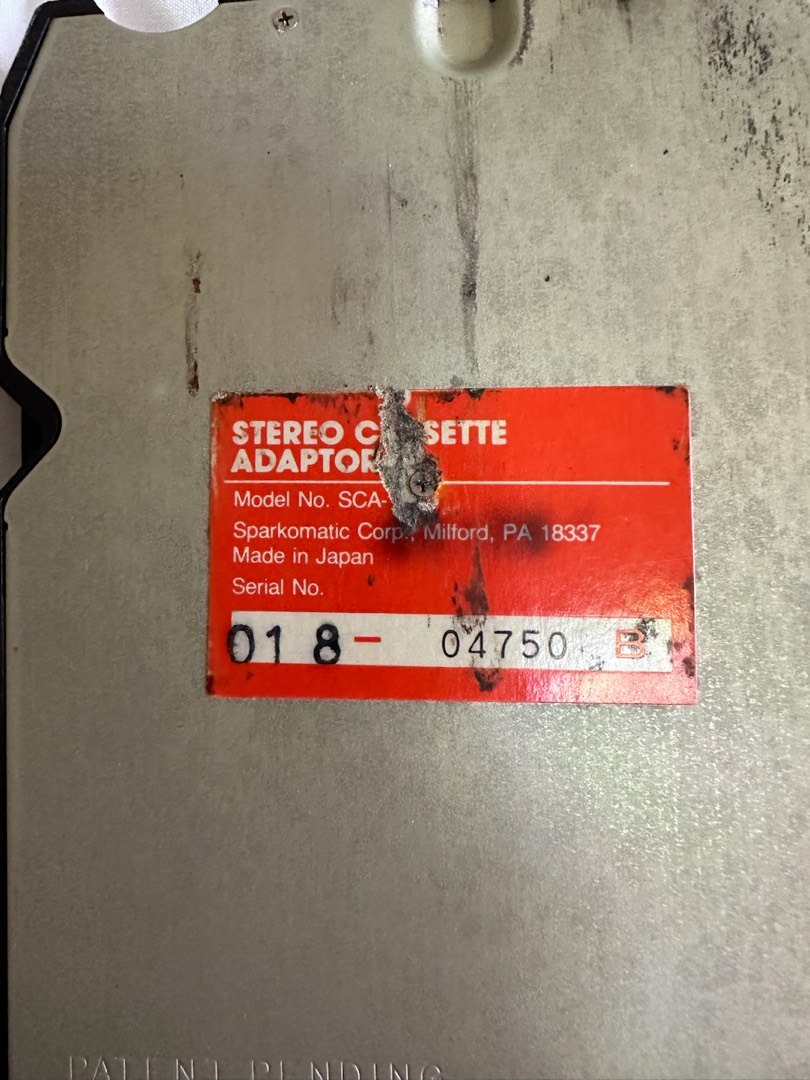 STEREO C SETTE
ADAPTOR
Model No. SCA-
Sparkomatic Corp., Milford, PA 18337
Made in Japan
Serial No.
018- 04750 B
PATENT PENDING